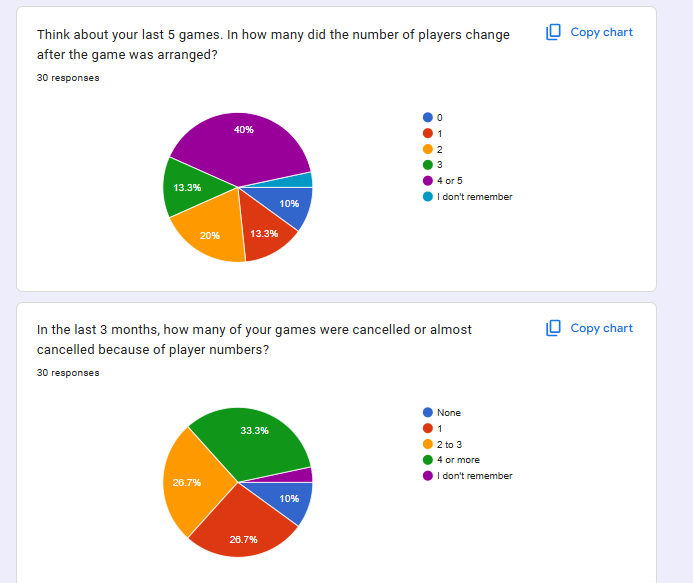 Think about your last 5 games. In how many did the number of players change
after the game was arranged?
Copy chart
30 responses
40%
13.3%
20%
13.3%
10%
0
1
2
3
4 or 5
I don't remember
In the last 3 months, how many of your games were cancelled or almost
cancelled because of player numbers?
Copy chart
30 responses
33.3%
26.7%
26.7%
10%
None
1
2 to 3
4 or more
I don't remember